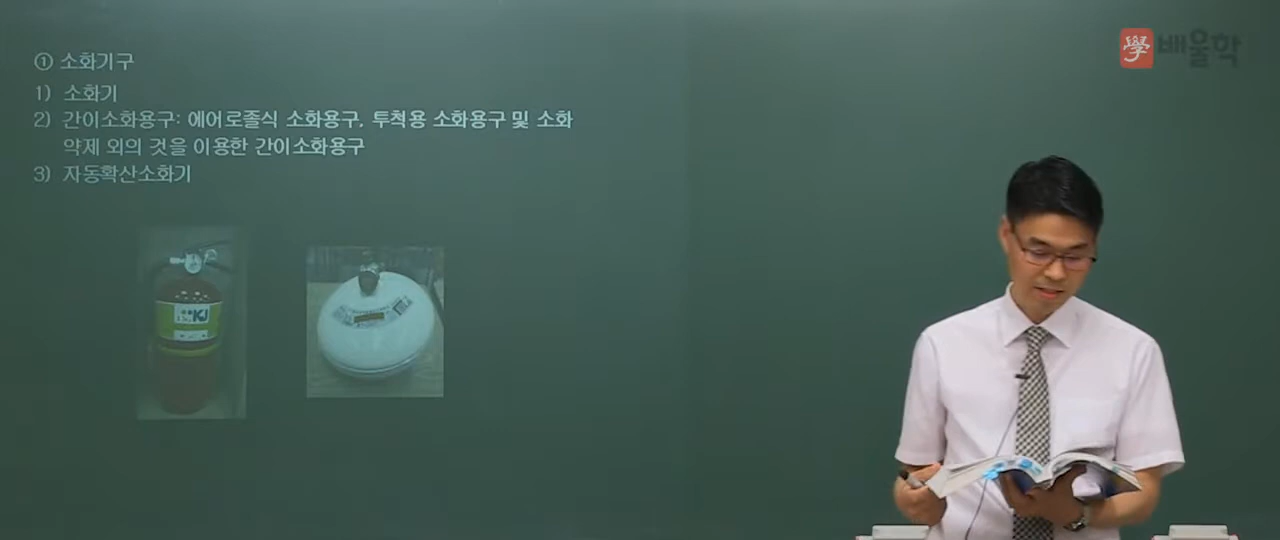 學 배울학
① 소화기구
1) 소화기
2) 간이소화용구: 에어로졸식 소화용구, 투척용 소화용구 및 소화
약제 외의 것을 이용한 간이소화용구
3) 자동확산소화기
KJ